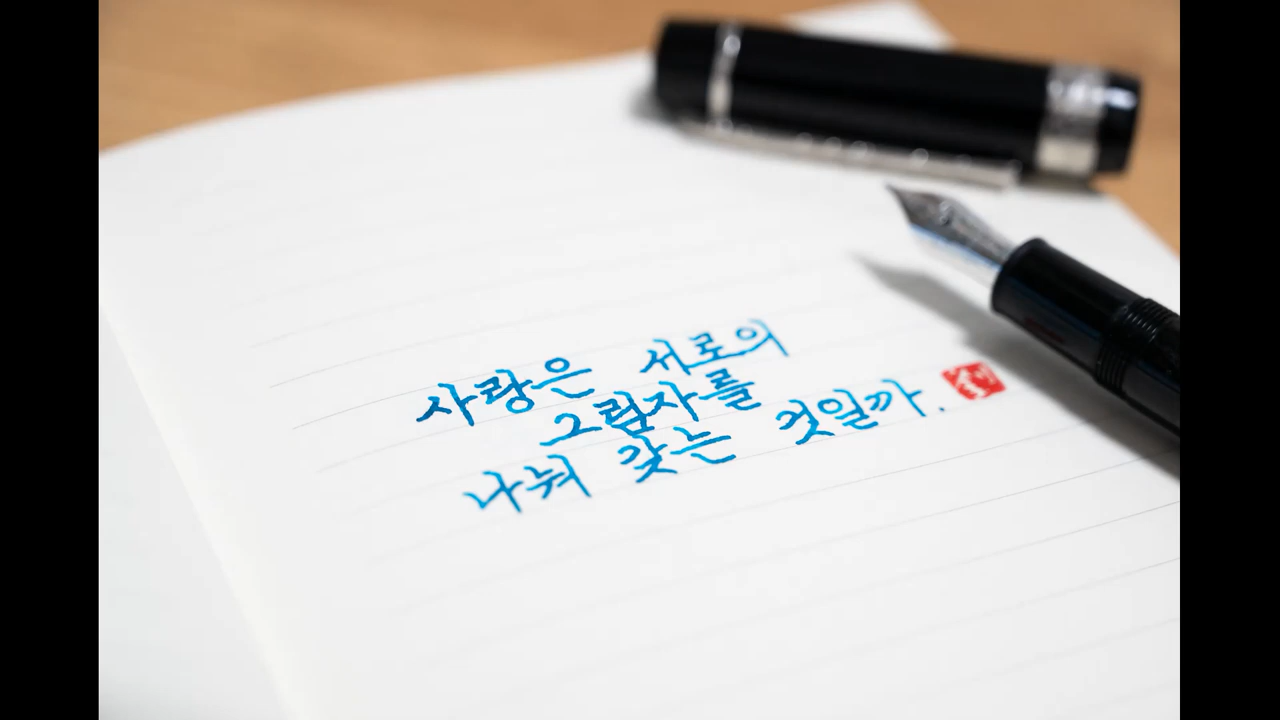 사랑은 서로의
그림자를
나눠 갖는 것일까.